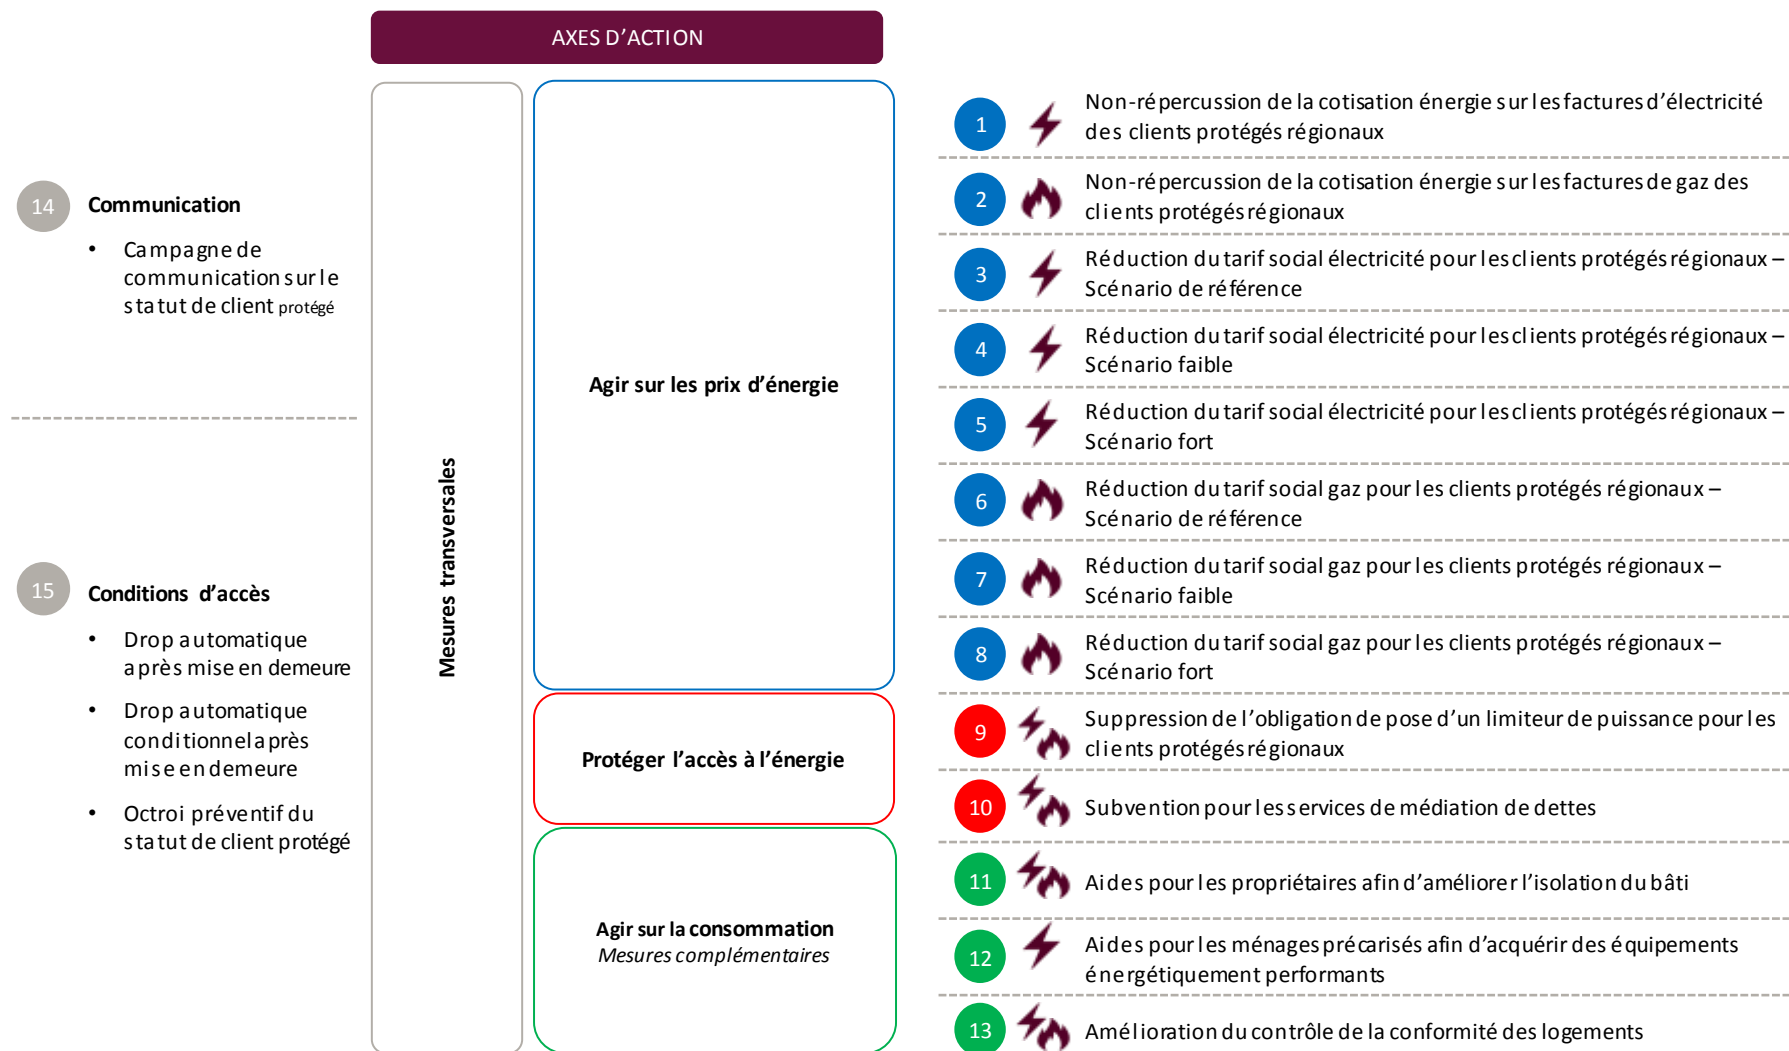 AXES D’ACTION
14
Communication
• Campagne de
communication sur le
statut de client protégé
15
Conditions d’accès
• Drop automatique
après mise en demeure
• Drop automatique
conditionnel après
mise en demeure
• Octroi préventif du
statut de client protégé
Mesures transversales
Agir sur les prix d’énergie
Protéger l’accès à l’énergie
Agir sur la consommation
Mesures complémentaires
1
Non-répercussion de la cotisation énergie sur les factures d’électricité
des clients protégés régionaux
2
Non-répercussion de la cotisation énergie sur les factures de gaz des
clients protégés régionaux
3
Réduction du tarif social électricité pour les clients protégés régionaux –
Scénario de référence
4
Réduction du tarif social électricité pour les clients protégés régionaux –
Scénario faible
5
Réduction du tarif social électricité pour les clients protégés régionaux –
Scénario fort
6
Réduction du tarif social gaz pour les clients protégés régionaux –
Scénario de référence
7
Réduction du tarif social gaz pour les clients protégés régionaux –
Scénario faible
8
Réduction du tarif social gaz pour les clients protégés régionaux –
Scénario fort
9
Suppression de l’obligation de pose d’un limiteur de puissance pour les
clients protégés régionaux
10
Subvention pour les services de médiation de dettes
11
Aides pour les propriétaires afin d’améliorer l’isolation du bâti
12
Aides pour les ménages précarisés afin d’acquérir des équipements
énergétiquement performants
13
Amélioration du contrôle de la conformité des logements